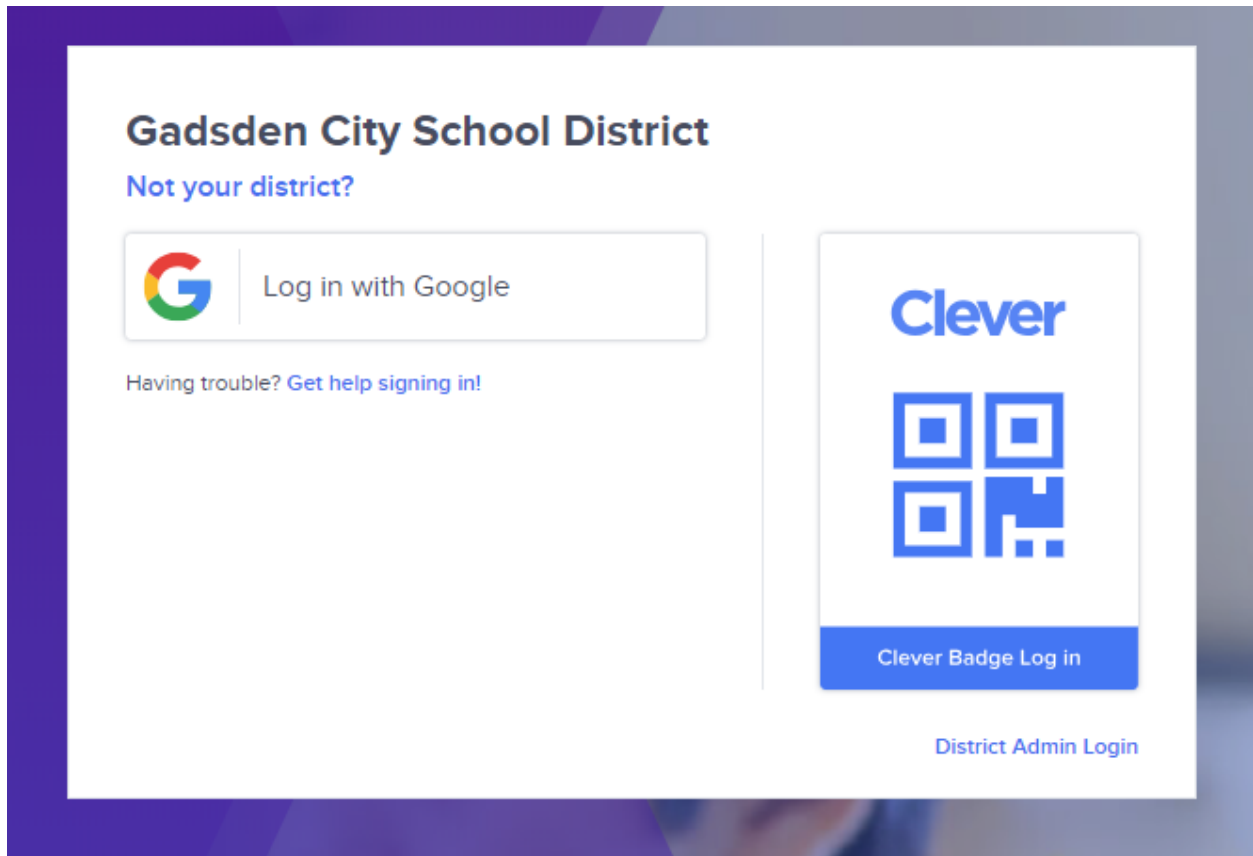 Gadsden City School District
Not your district?
Log in with Google
Having trouble? Get help signing in!
Clever
Clever Badge Log in
District Admin Login